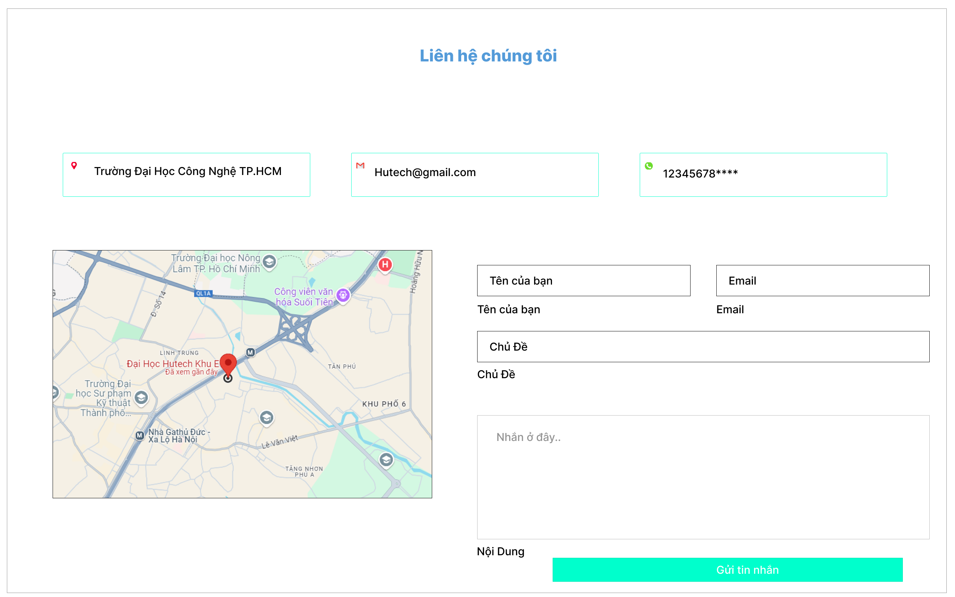 Liên hệ chúng tôi
Trường Đại Học Công Nghệ TP.HCM
Hutech@gmail.com
12345678****
Trường Đại học Nông
Lâm TP. Hồ Chí Minh
Hoàng Hữu N
H
Công viên văn
hóa Suối Tiên
QL1A
Đ. Số 14
LINH TRUNG
M
Đại Học Hutech Khu E
Đã xem gần đây
TÂN PHÚ
Trường Đại
học Sư phạm
Kỹ thuật
Thành phố...
KHU PHỐ 6
M
Nhà Gathủ Đức -
Xa Lộ Hà Nội
Lê Văn Việt
TĂNG NHƠN
PHÚ A
Tên của bạn
Email
Tên của bạn
Email
Chủ Đề
Chủ Đề
Nhắn ở đây..
Nội Dung
Gửi tin nhắn